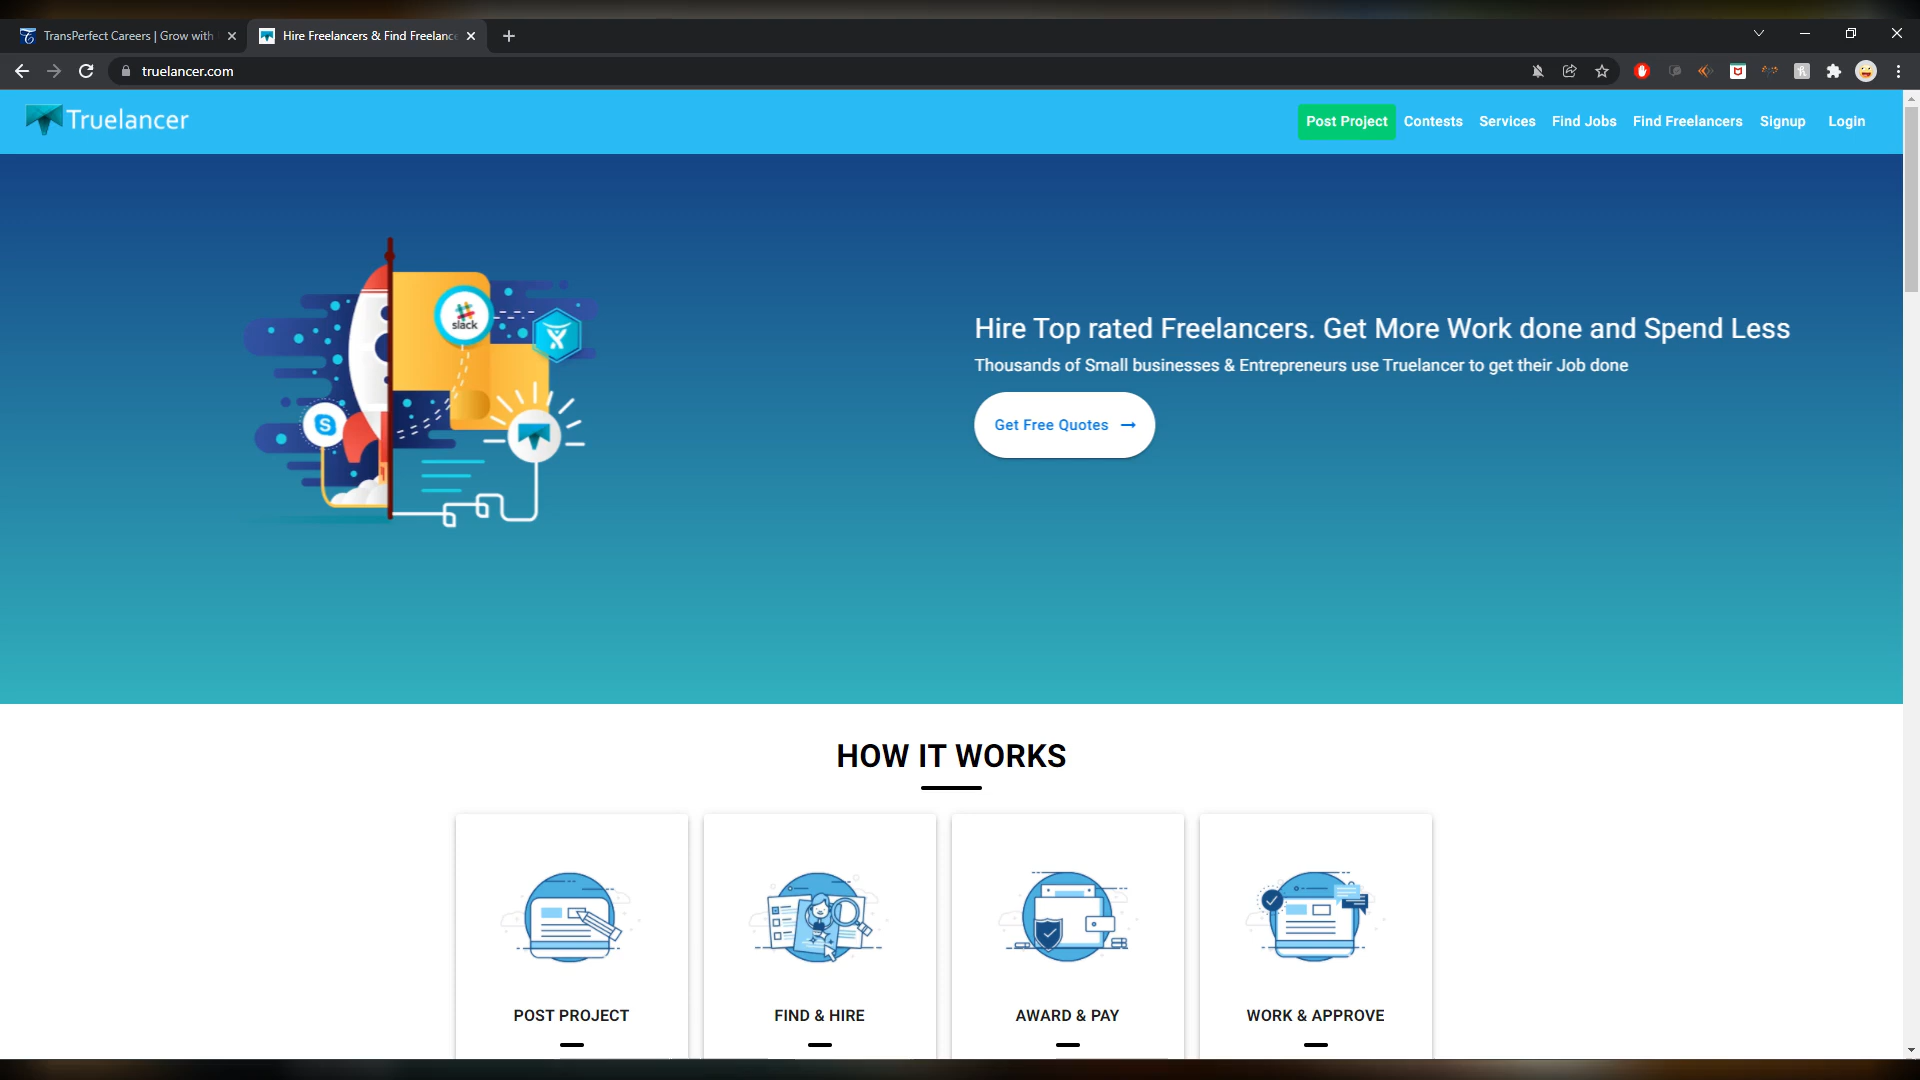 TransPerfect Careers | Grow with
Hire Freelancers & Find Freelanc
truelancer.com
Truelancer
Post Project
Contests
Services
Find Jobs
Find Freelancers
Signup
Login
slack
S
Hire Top rated Freelancers. Get More Work done and Spend Less
Thousands of Small businesses & Entrepreneurs use Truelancer to get their Job done
Get Free Quotes →
HOW IT WORKS
POST PROJECT
FIND & HIRE
AWARD & PAY
WORK & APPROVE